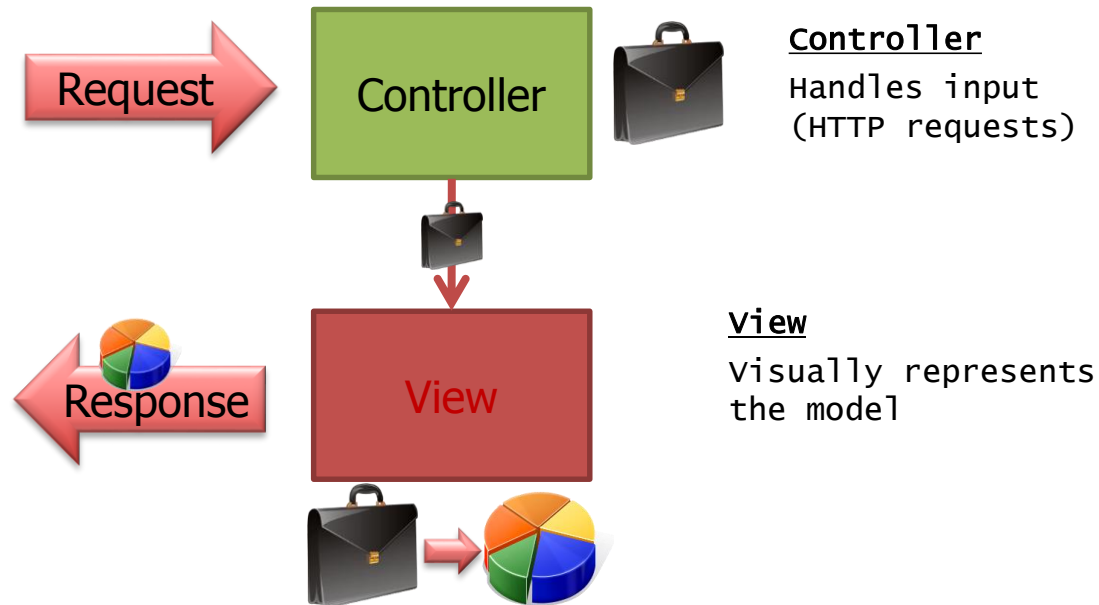 Request
Controller
Controller
Handles input
(HTTP requests)
Response
View
View
Visually represents
the model